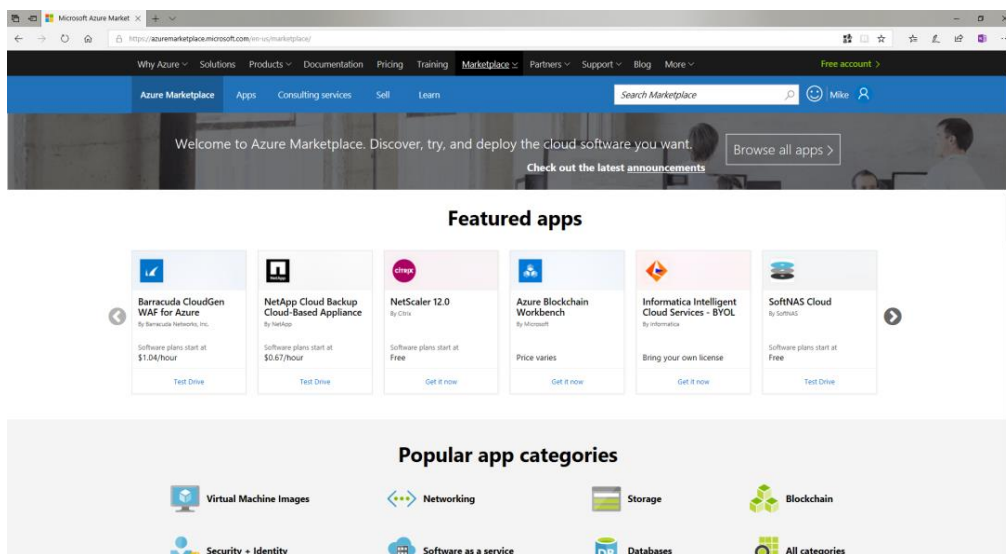 Microsoft Azure Market
https://azuremarketplace.microsoft.com/en-us/marketplace/
Why Azure Solutions Products Documentation Pricing Training Marketplace Partners Support Blog More Free account >
Azure Marketplace Apps Consulting services Sell Learn Search Marketplace Mike
Welcome to Azure Marketplace. Discover, try, and deploy the cloud software you want.
Browse all apps >
Check out the latest announcements
Featured apps
NetApp
citrix
Barracuda CloudGen WAF for Azure
By Barracuda Networks, Inc.
Software plans start at
$1.04/hour
Test Drive
NetApp Cloud Backup Cloud-Based Appliance
By NetApp
Software plans start at
$0.67/hour
Test Drive
NetScaler 12.0
By Citrix
Software plans start at
Free
Get it now
Azure Blockchain Workbench
By Microsoft
Price varies
Get it now
Informatica Intelligent Cloud Services - BYOL
By Informatica
Bring your own license
Get it now
SoftNAS Cloud
By SoftNAS
Software plans start at
Free
Test Drive
Popular app categories
Virtual Machine Images Networking Storage Blockchain
Security + Identity Software as a service DB Databases All categories